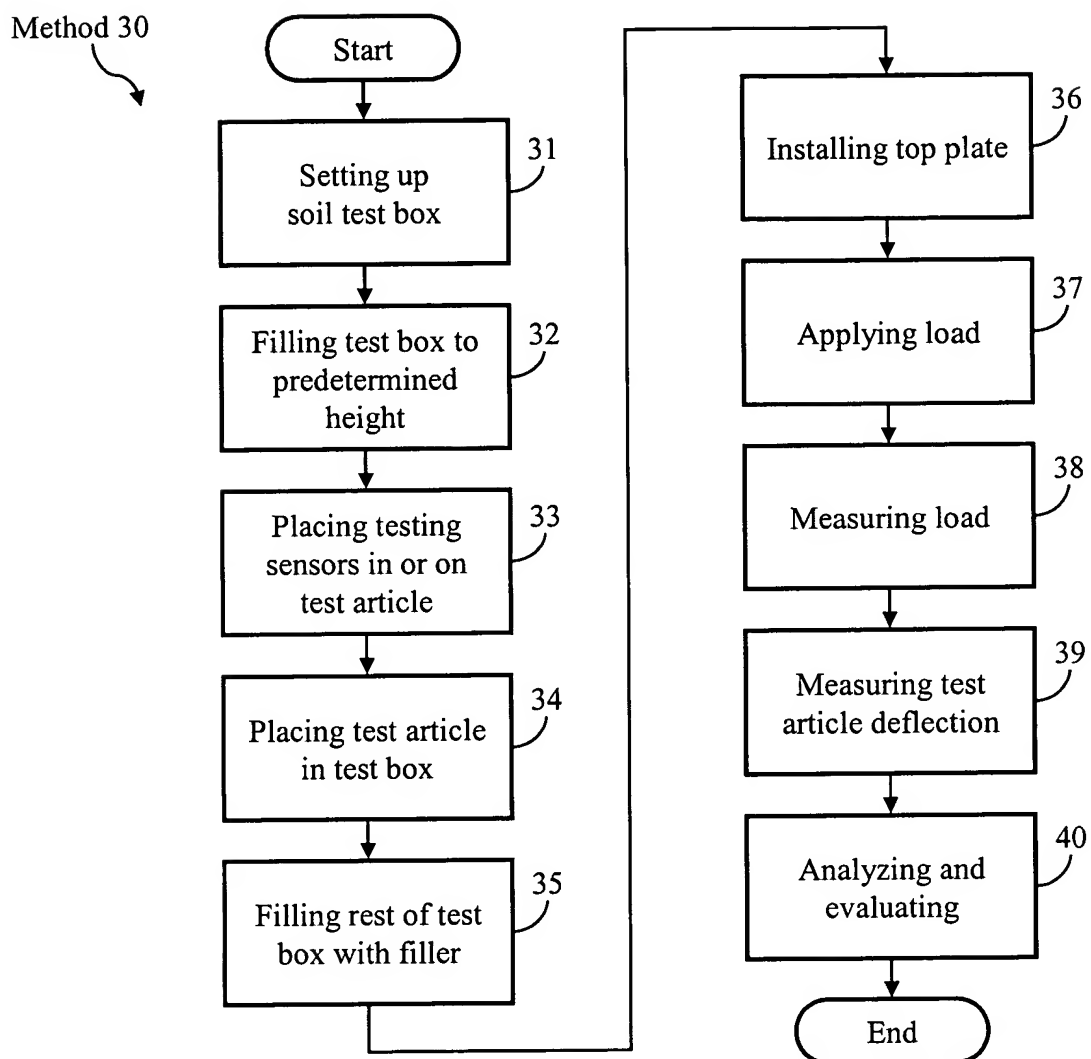 Method 30
Start
31
Setting up
soil test box
32
Filling test box to
predetermined
height
33
Placing testing
sensors in or on
test article
34
Placing test article
in test box
35
Filling rest of test
box with filler
36
Installing top plate
37
Applying load
38
Measuring load
39
Measuring test
article deflection
40
Analyzing and
evaluating
End